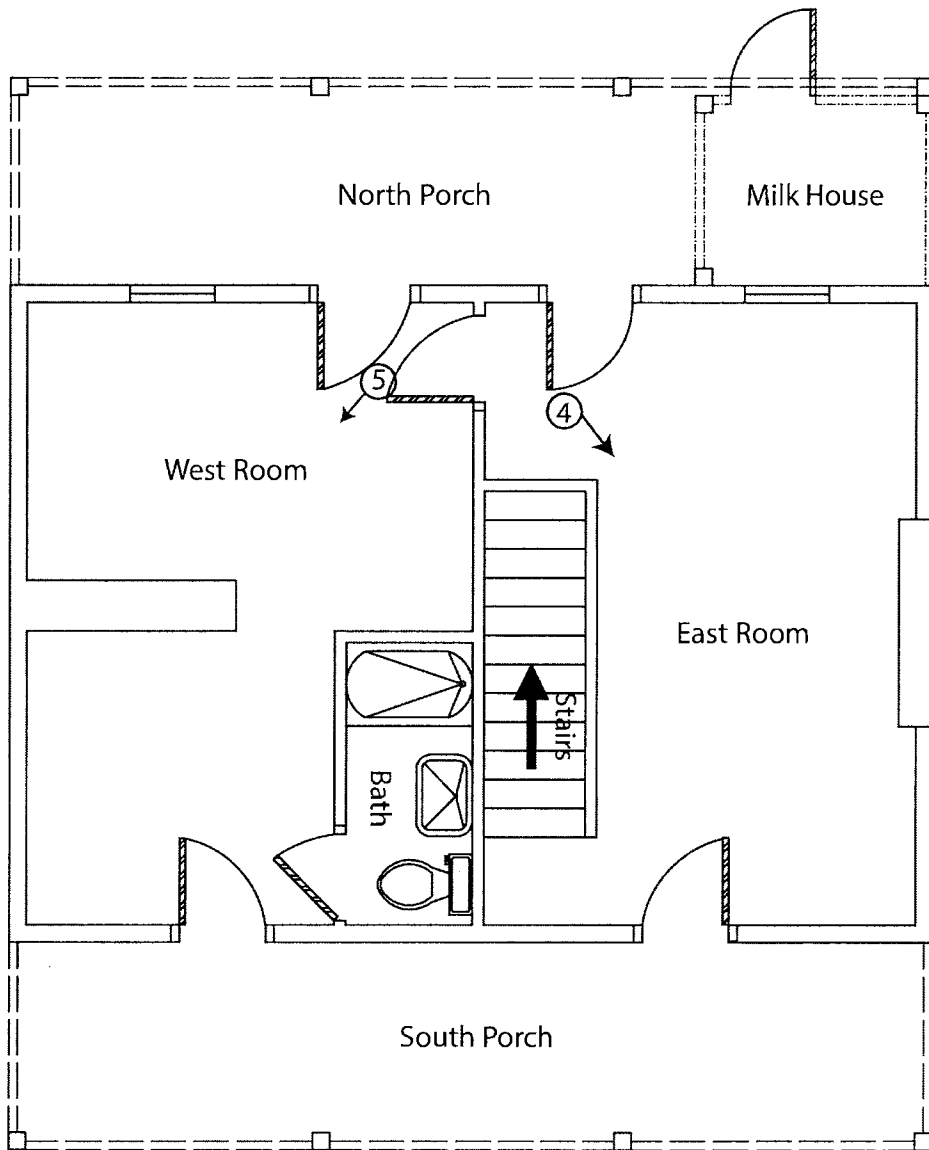 North Porch
Milk House
5
4
West Room
East Room
Stairs
Bath
South Porch